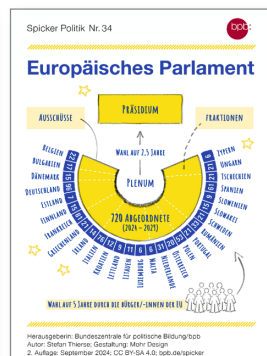 Spicker Politik Nr. 34
bpb
Europäisches Parlament
PRÄSIDIUM
AUSSCHÜSSE
FRAKTIONEN
WAHL AUF 2,5 JAHRE
PLENUM
720 ABGEORDNETE
(2024 – 2029)
BELGIEN
BULGARIEN
DÄNEMARK
DEUTSCHLAND
ESTLAND
FINNLAND
FRANKREICH
GRIECHENLAND
IRLAND
ITALIEN
KROATIEN
LETTLAND
LITAUEN
LUXEMBURG
MALTA
NIEDERLANDE
ÖSTERREICH
POLEN
PORTUGAL
RUMÄNIEN
SCHWEDEN
SLOWAKEI
SLOWENIEN
SPANIEN
TSCHECHIEN
UNGARN
ZYPERN
WAHL AUF 5 JAHRE DURCH DIE BÜRGER/-INNEN DER EU
Herausgeberin: Bundeszentrale für politische Bildung/bpb
Autor: Stefan Thierse; Gestaltung: Mohr Design
2. Auflage: September 2024; CC BY-SA 4.0; bpb.de/spicker